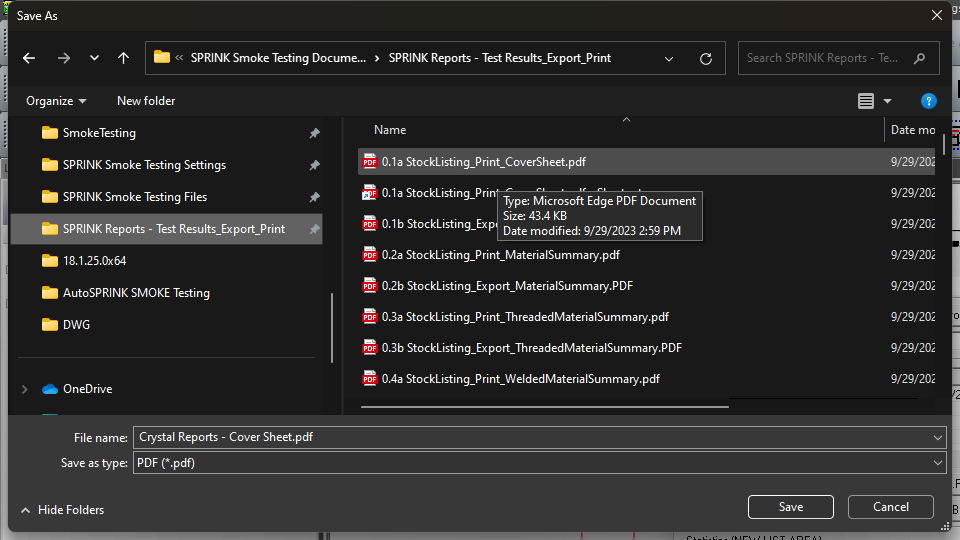 Save As
« SPRINK Smoke Testing Docume... > SPRINK Reports - Test Results_Export_Print
Search SPRINK Reports - Te...
Organize
New folder
SmokeTesting
SPRINK Smoke Testing Settings
SPRINK Smoke Testing Files
SPRINK Reports - Test Results_Export_Print
18.1.25.0x64
AutoSPRINK SMOKE Testing
DWG
OneDrive
Name
Date mo
0.1a StockListing_Print_CoverSheet.pdf 9/29/202
0.1a StockListing_Print 9/29/202
Type: Microsoft Edge PDF Document
Size: 43.4 KB
Date modified: 9/29/2023 2:59 PM
0.1b StockListing_Exp 9/29/202
0.2a StockListing_Print_MaterialSummary.pdf 9/29/202
0.2b StockListing_Export_MaterialSummary.PDF 9/29/202
0.3a StockListing_Print_ThreadedMaterialSummary.pdf 9/29/202
0.3b StockListing_Export_ThreadedMaterialSummary.PDF 9/29/202
0.4a StockListing_Print_WeldedMaterialSummary.pdf 9/29/202
File name: Crystal Reports - Cover Sheet.pdf
Save as type: PDF (*.pdf)
Hide Folders
Save
Cancel